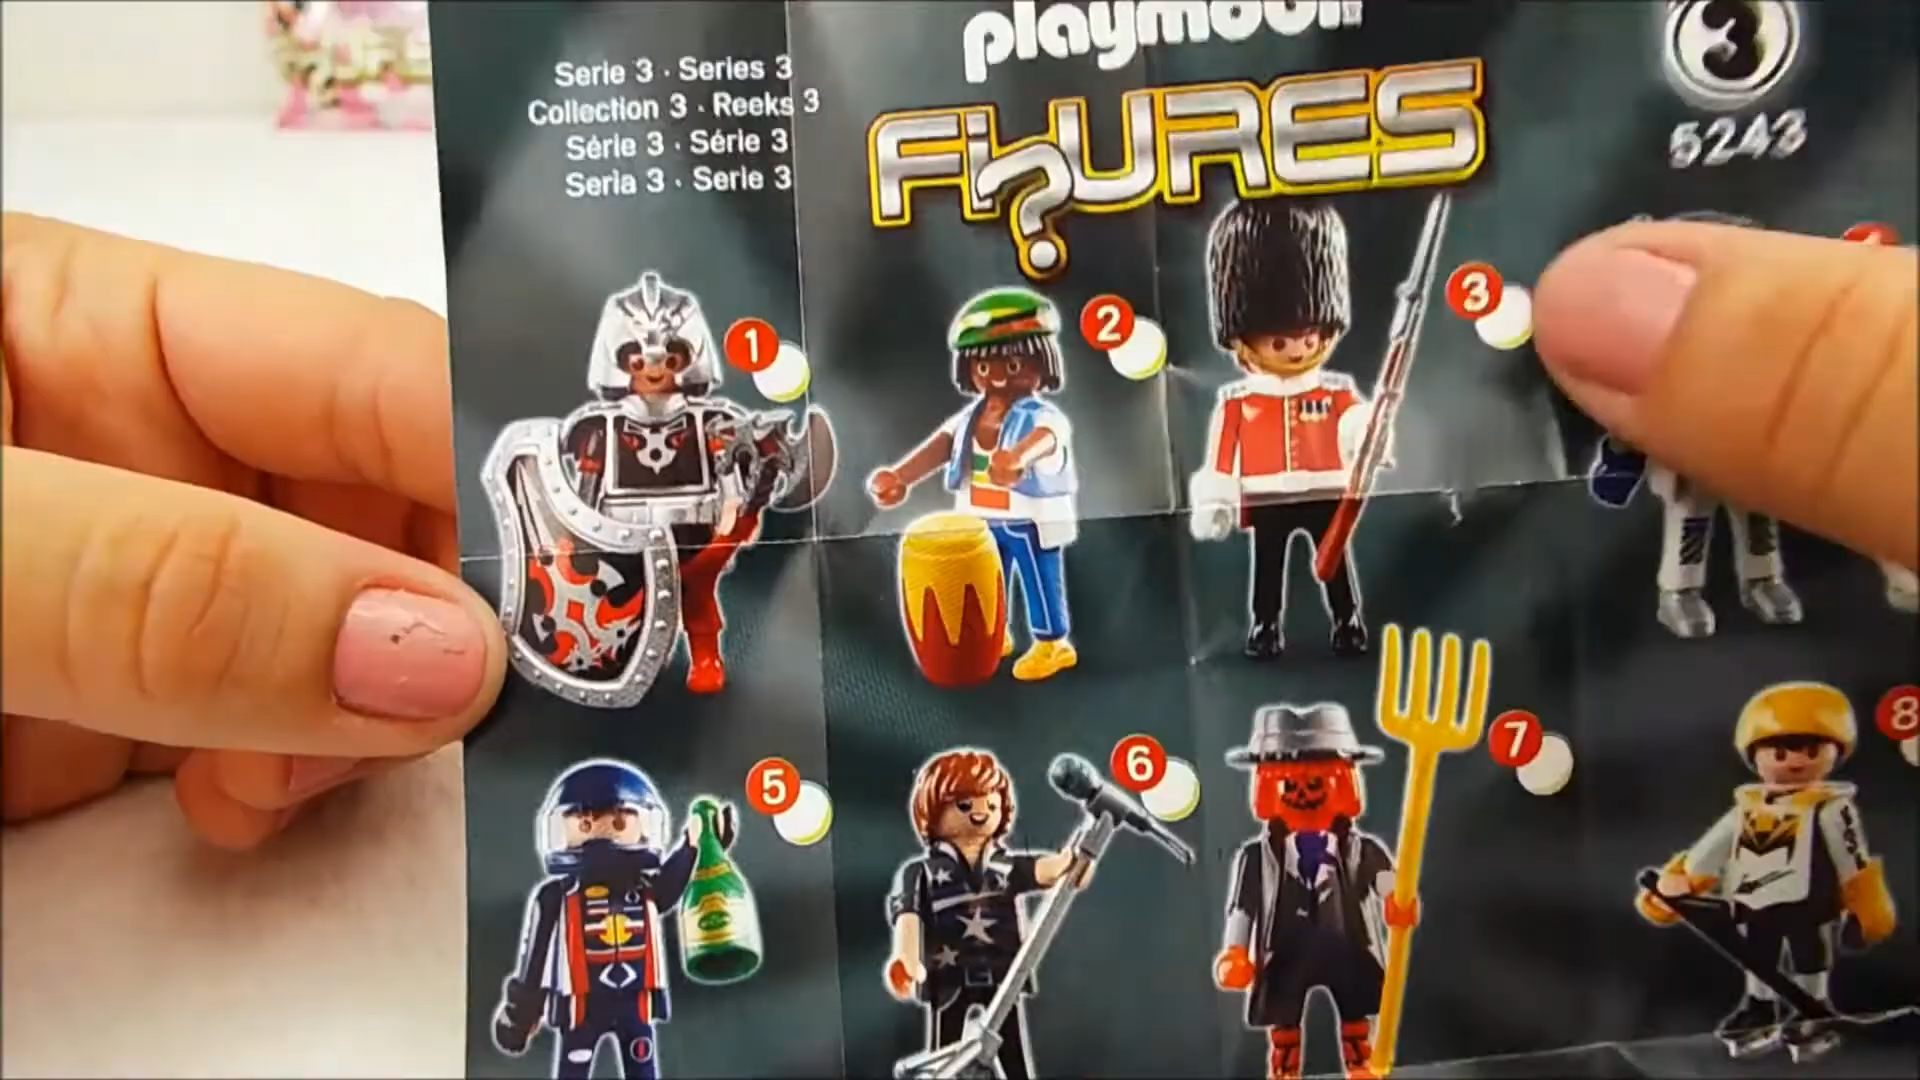 playmobil
Serie 3 · Series 3
Collection 3 · Reeks 3
Série 3 · Série 3
Seria 3 · Serie 3
FiguRES
3
5243
1
2
3
5
6
7
8